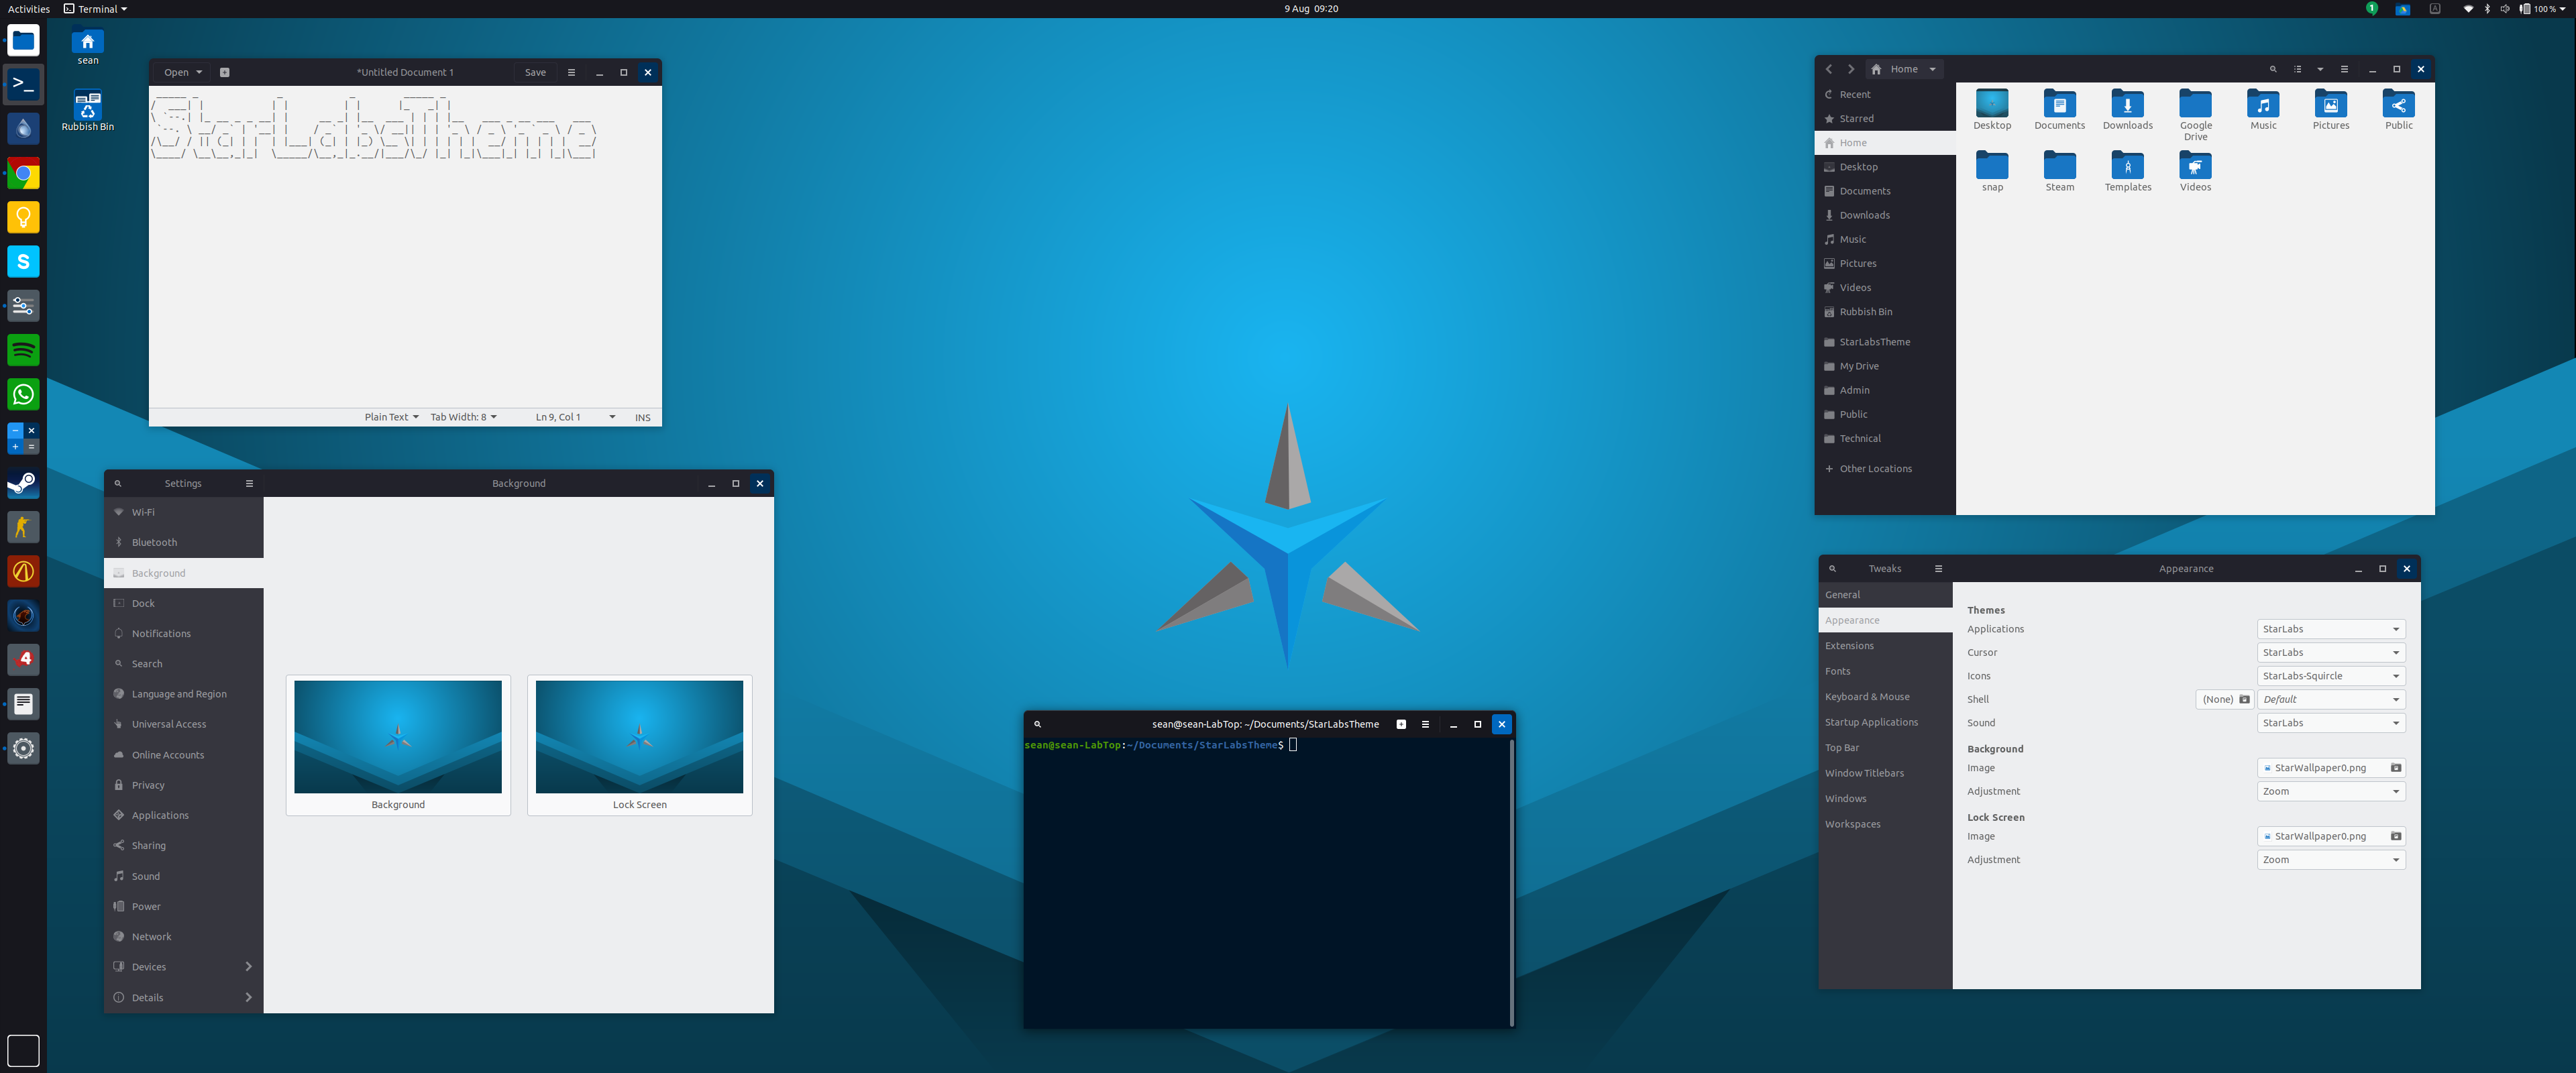 Activities
Terminal
9 Aug 09:20
1
A
100 %
sean
Rubbish Bin
Open
*Untitled Document 1
Save
StarLabsTheme
Plain Text
Tab Width: 8
Ln 9, Col 1
INS
Home
Recent
Starred
Home
Desktop
Documents
Downloads
Music
Pictures
Videos
Rubbish Bin
StarLabsTheme
My Drive
Admin
Public
Technical
Other Locations
Desktop
Documents
Downloads
Google
Drive
Music
Pictures
Public
snap
Steam
Templates
Videos
Settings
Background
Wi-Fi
Bluetooth
Background
Dock
Notifications
Search
Language and Region
Universal Access
Online Accounts
Privacy
Applications
Sharing
Sound
Power
Network
Devices
Details
Background
Lock Screen
sean@sean-LabTop: ~/Documents/StarLabsTheme
sean@sean-LabTop:~/Documents/StarLabsTheme$
Tweaks
Appearance
General
Appearance
Extensions
Fonts
Keyboard & Mouse
Startup Applications
Top Bar
Window Titlebars
Windows
Workspaces
Themes
Applications
StarLabs
Cursor
StarLabs
Icons
StarLabs-Squircle
Shell
(None)
Default
Sound
StarLabs
Background
Image
StarWallpaper0.png
Adjustment
Zoom
Lock Screen
Image
StarWallpaper0.png
Adjustment
Zoom